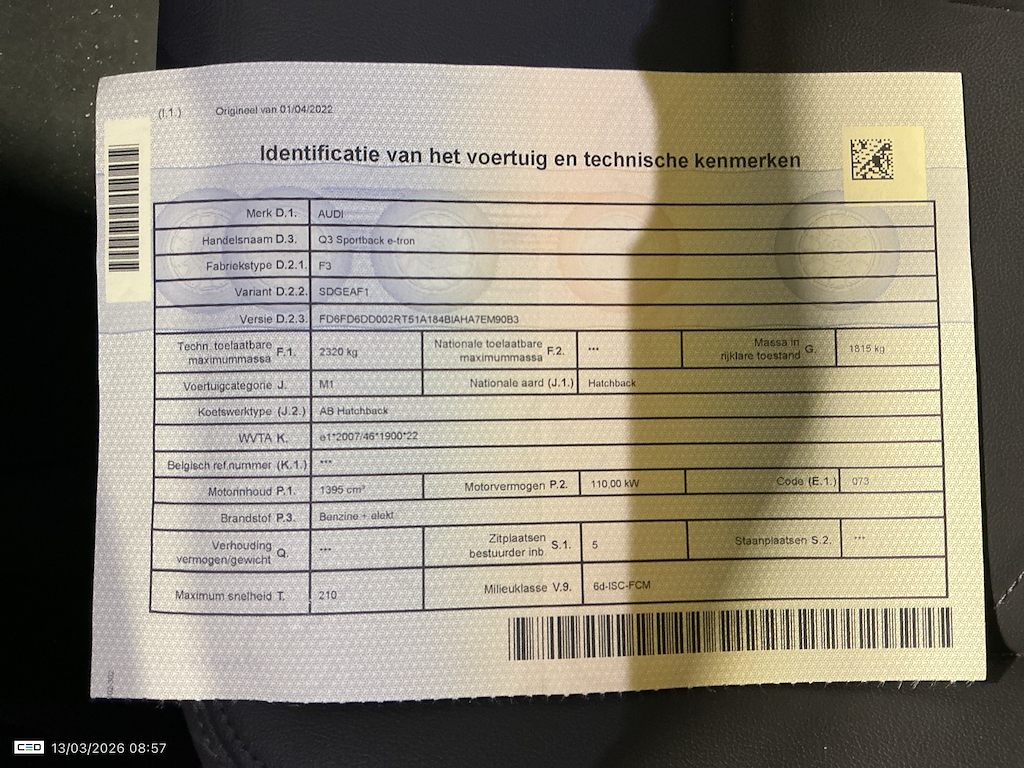 (I.1.) Origineel van 01/04/2022
Identificatie van het voertuig en technische kenmerken
Merk D.1. AUDI
Handelsnaam D.3. Q3 Sportback e-tron
Fabriekstype D.2.1. F3
Variant D.2.2. SDGEAF1
Versie D.2.3. FD6FD6DD002RT51A184BIAHA7EM90B3
Techn. toelaatbare maximummassa F.1. 2320 kg Nationale toelaatbare maximummassa F.2. *** Massa in rijklare toestand G. 1815 kg
Voertuigcategorie J. M1 Nationale aard (J.1.) Hatchback
Koetswerktype (J.2.) AB Hatchback
WVTA K. e1*2007/46*1900*22
Belgisch ref.nummer (K.1.) ***
Motorinhoud P.1. 1395 cm³ Motorvermogen P.2. 110,00 kW Code (E.1.) 073
Brandstof P.3. Benzine + elekt
Verhouding vermogen/gewicht Q. *** Zitplaatsen bestuurder inb S.1. 5 Staanplaatsen S.2. ***
Maximum snelheid T. 210 Milieuklasse V.9. 6d-ISC-FCM
CEO 13/03/2026 08:57